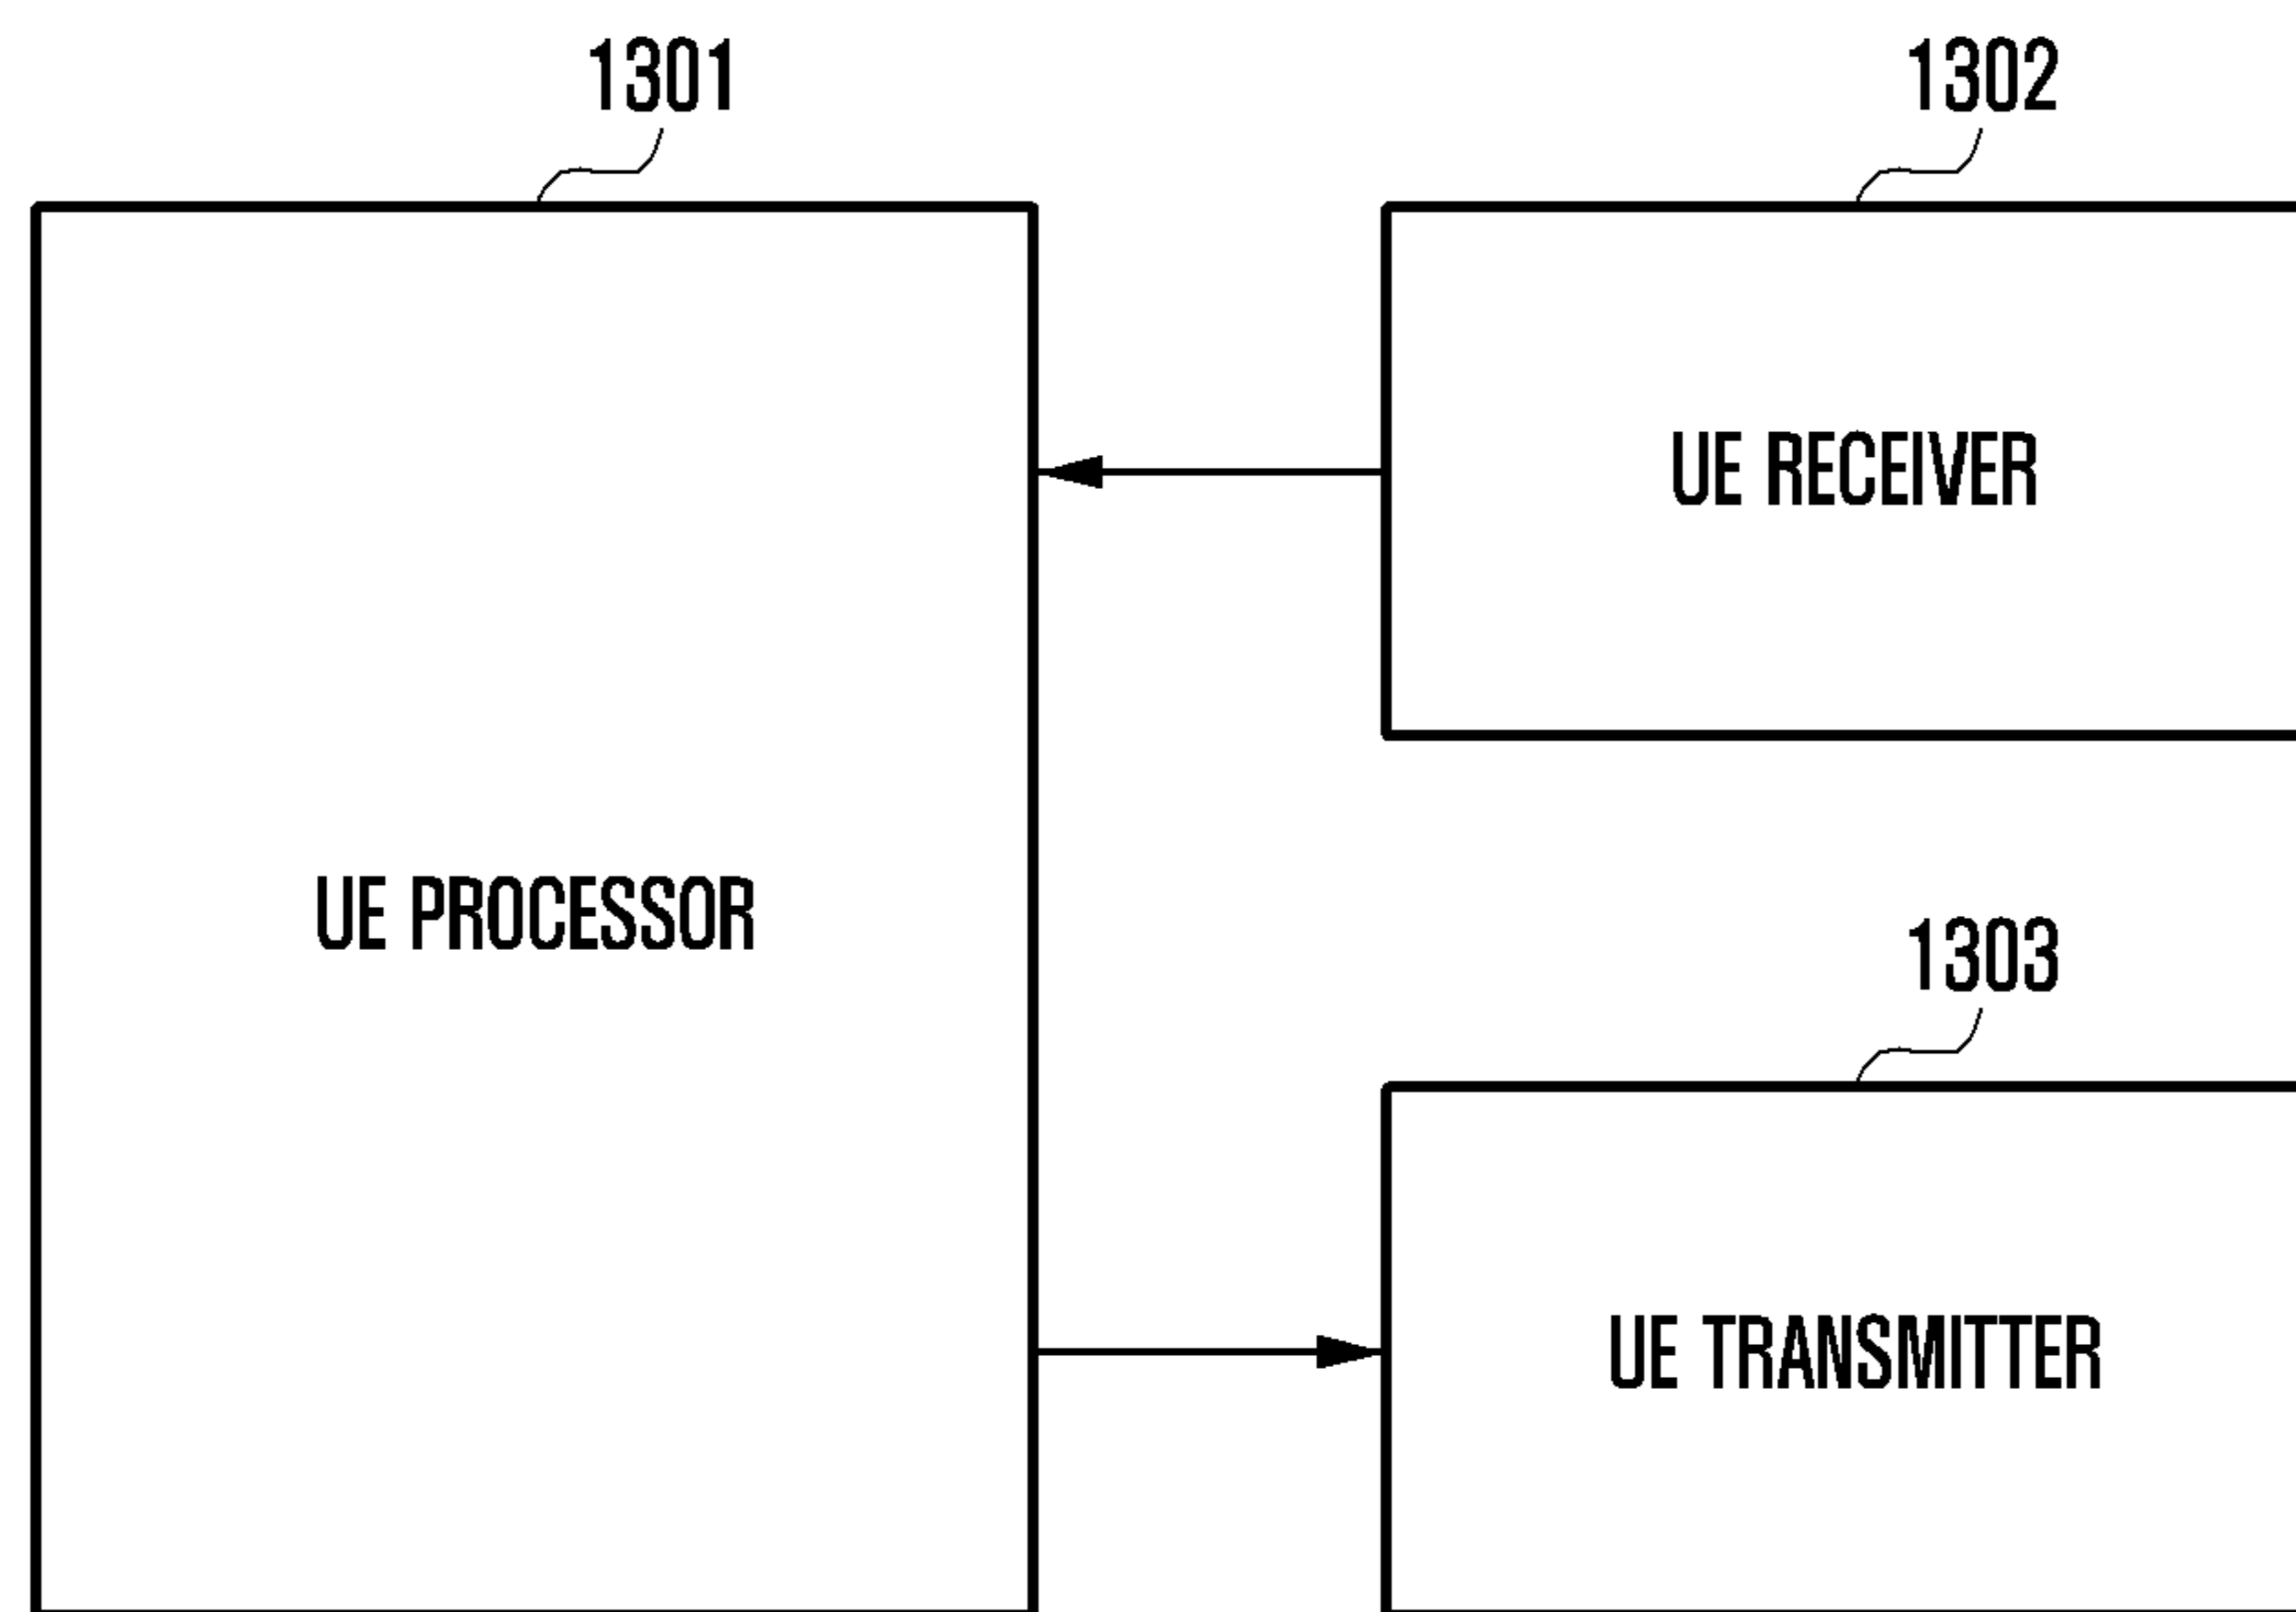 1301
1302
UE RECEIVER
UE PROCESSOR
1303
UE TRANSMITTER